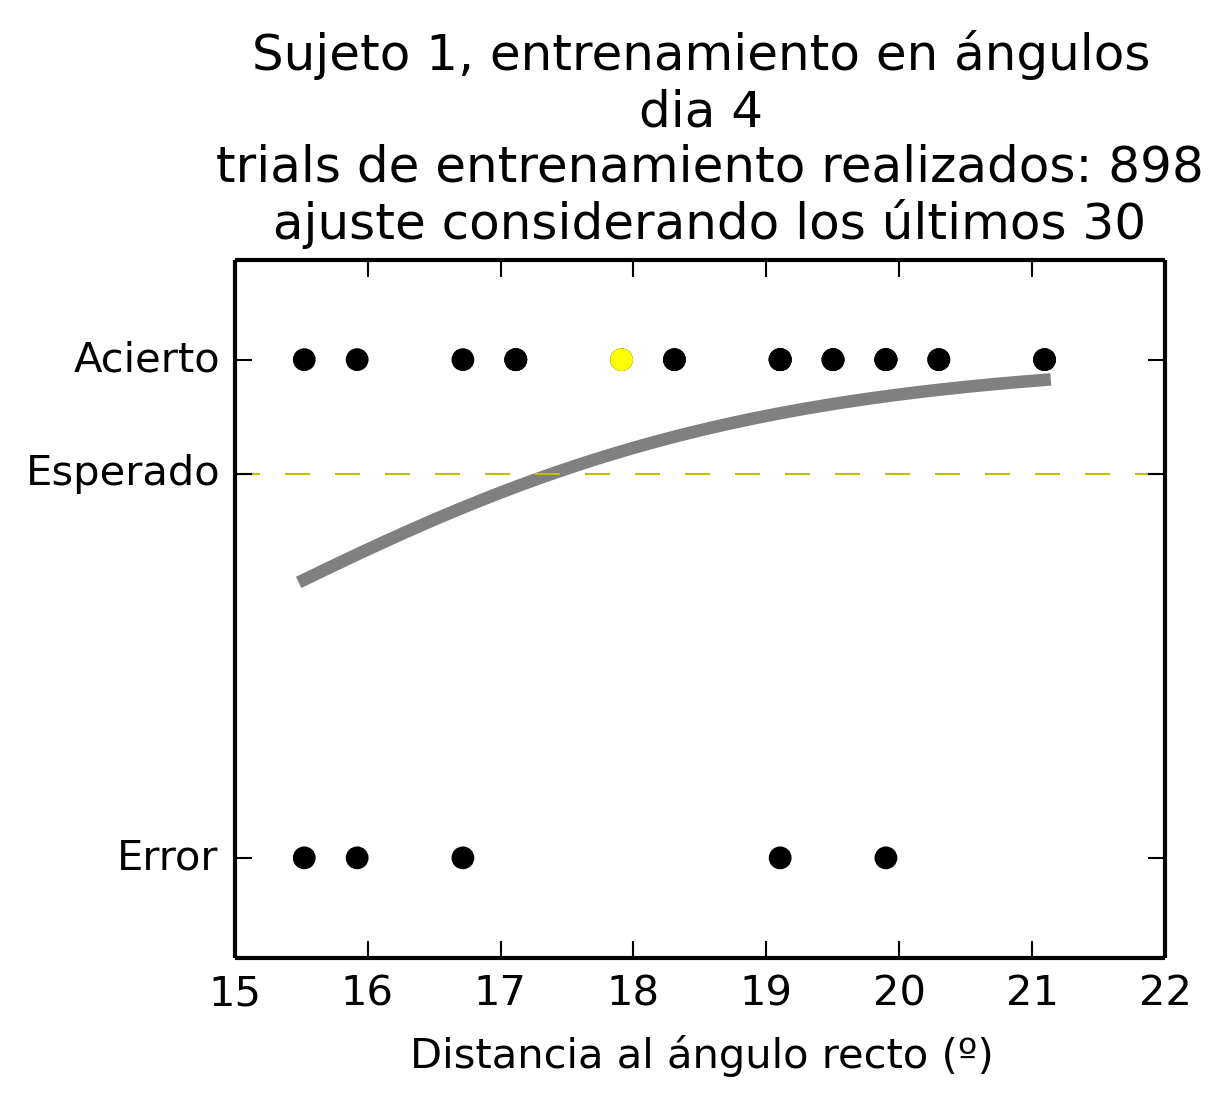 Sujeto 1, entrenamiento en ángulos
dia 4
trials de entrenamiento realizados: 898
ajuste considerando los últimos 30
Acierto
Esperado
Error
15 16 17 18 19 20 21 22
Distancia al ángulo recto (º)